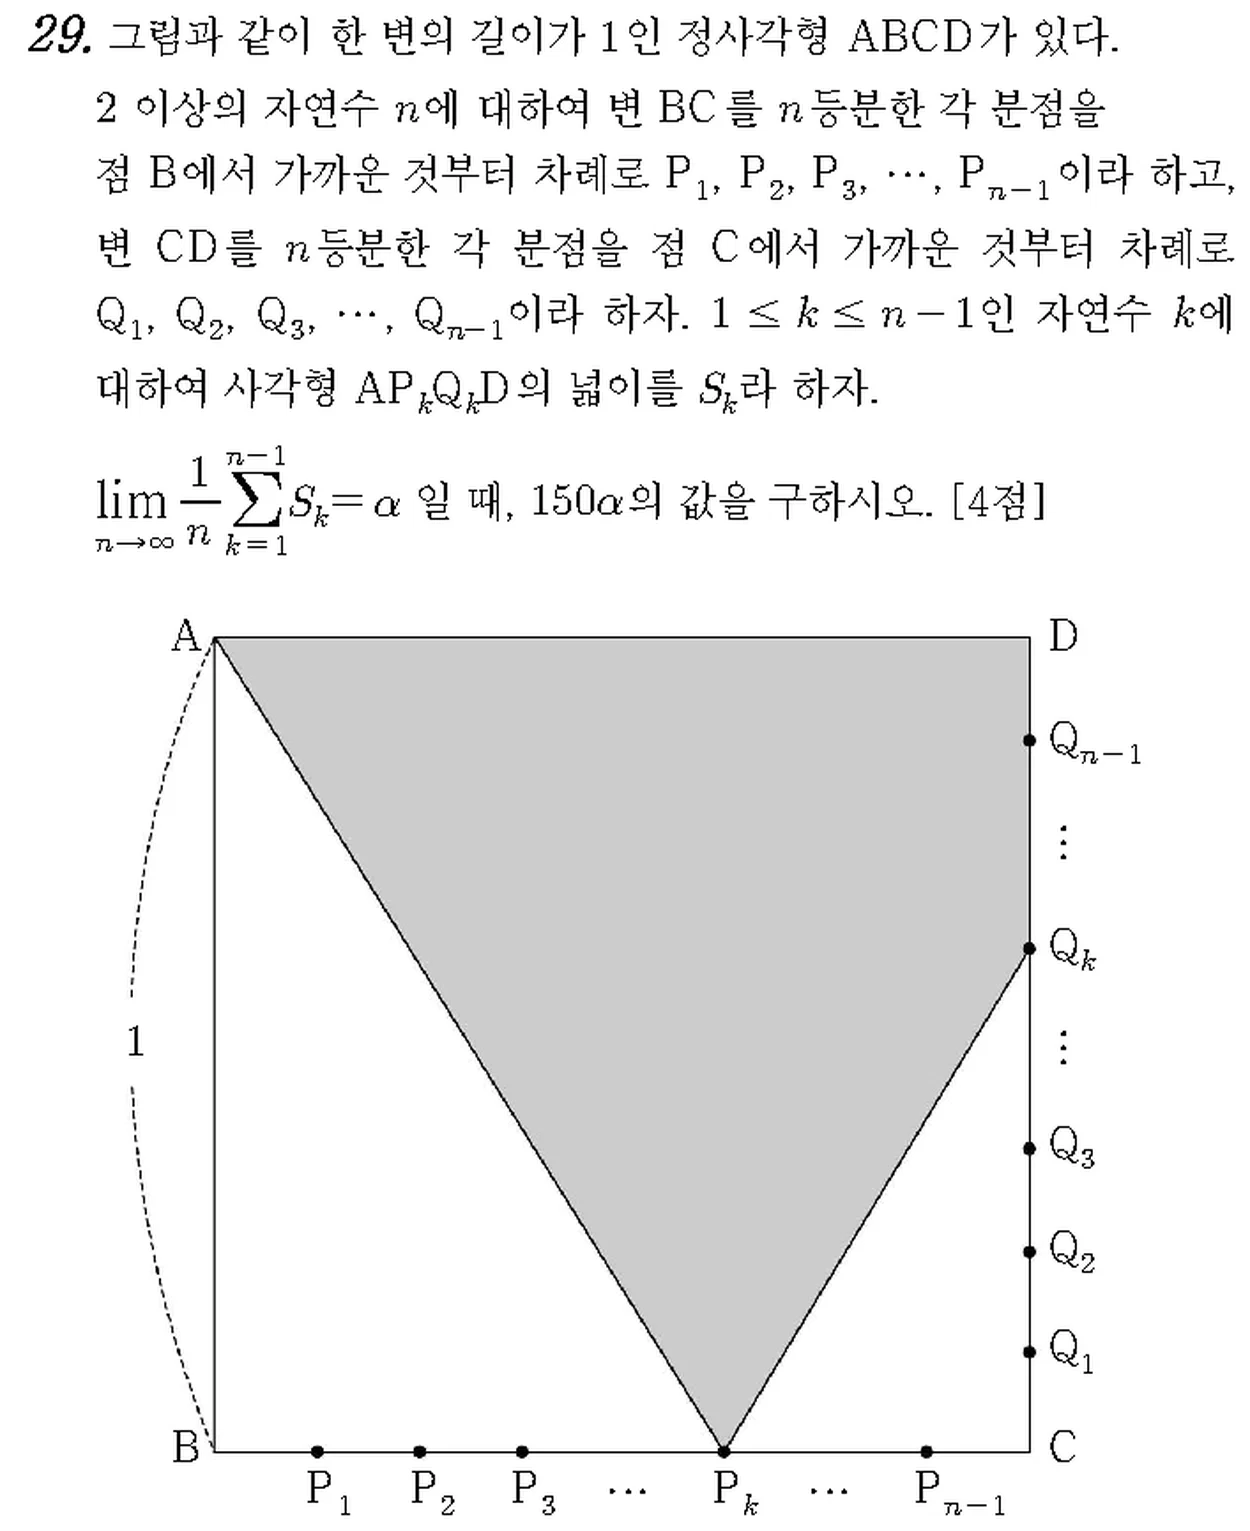 29. 그림과 같이 한 변의 길이가 1인 정사각형 ABCD가 있다.
2 이상의 자연수 n에 대하여 변 BC를 n등분한 각 분점을
점 B에서 가까운 것부터 차례로 P₁, P₂, P₃, ⋯, Pₙ₋₁이라 하고,
변 CD를 n등분한 각 분점을 점 C에서 가까운 것부터 차례로
Q₁, Q₂, Q₃, ⋯, Qₙ₋₁이라 하자. 1 ≤ k ≤ n−1인 자연수 k에
대하여 사각형 APₖQₖD의 넓이를 Sₖ라 하자.
lim_{n→∞} \frac{1}{n} ∑_{k=1}^{n−1} Sₖ = α 일 때, 150α의 값을 구하시오. [4점]
A
D
Qₙ₋₁
⋮
Qₖ
1
⋮
Q₃
Q₂
Q₁
B
C
P₁ P₂ P₃ ⋯ Pₖ ⋯ Pₙ₋₁